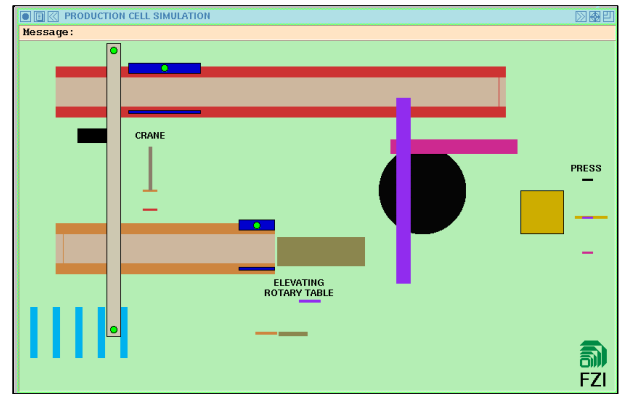 PRODUCTION CELL SIMULATION
Message:
CRANE
PRESS
ELEVATING
ROTARY TABLE
FZI